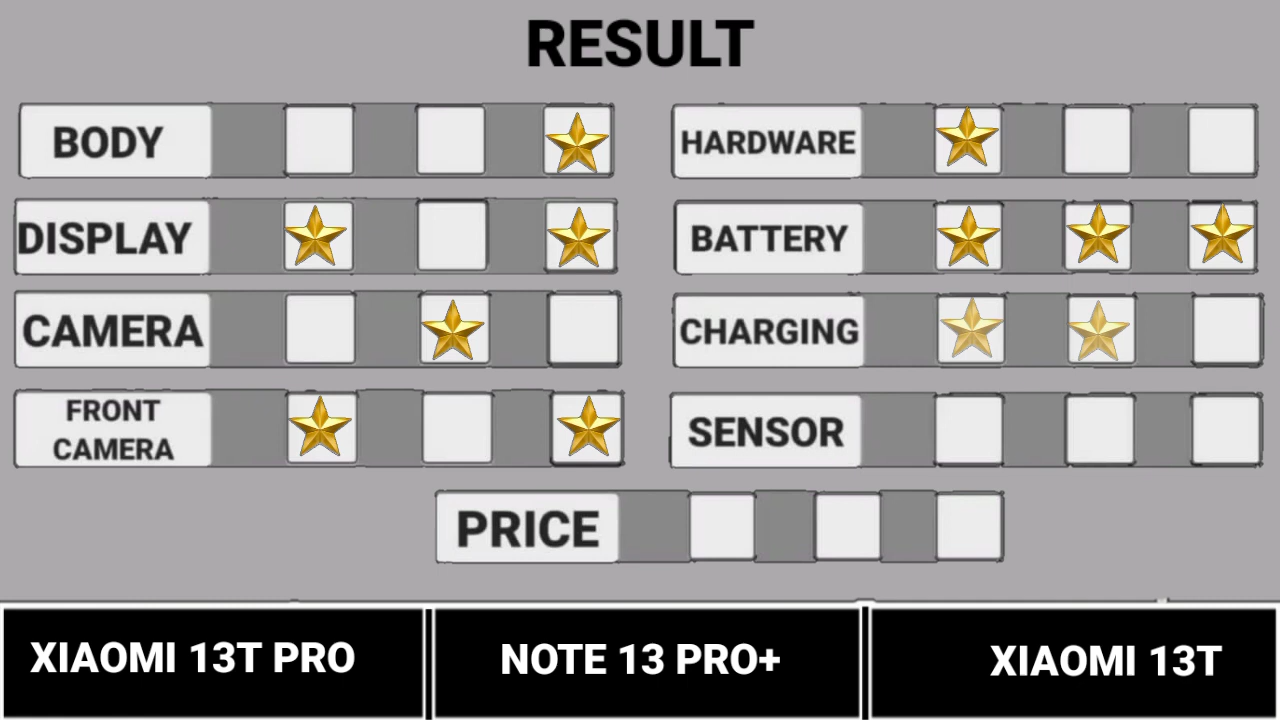 RESULT
BODY
DISPLAY
CAMERA
FRONT
CAMERA
HARDWARE
BATTERY
CHARGING
SENSOR
PRICE
XIAOMI 13T PRO
NOTE 13 PRO+
XIAOMI 13T